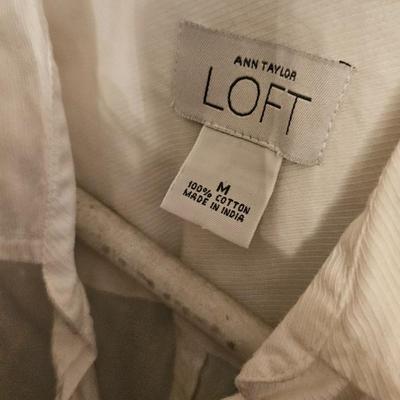 ANN TAYLOR
LOFT
M
100% COTTON
MADE IN INDIA